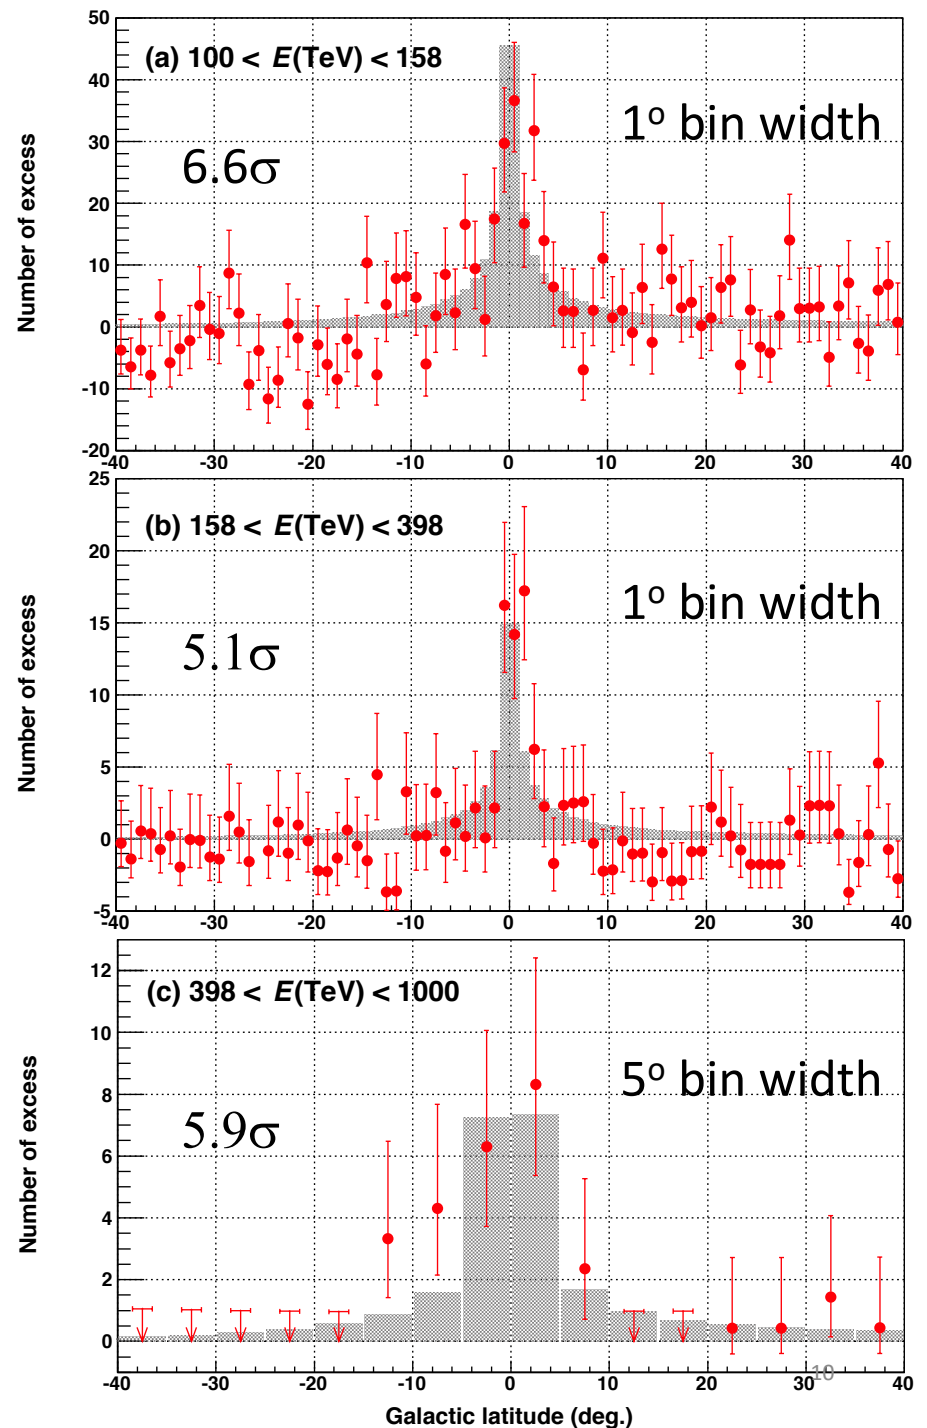 50
(a) 100 < E(TeV) < 158
40
1º bin width
30
6.6σ
20
10
0
-10
-20
Number of excess
-40 -30 -20 -10 0 10 20 30 40
25
(b) 158 < E(TeV) < 398
20
1º bin width
15
5.1σ
10
5
0
-5
Number of excess
-40 -30 -20 -10 0 10 20 30 40
12
(c) 398 < E(TeV) < 1000
10
5º bin width
8
5.9σ
6
4
2
0
Number of excess
10
-40 -30 -20 -10 0 10 20 30 40
Galactic latitude (deg.)